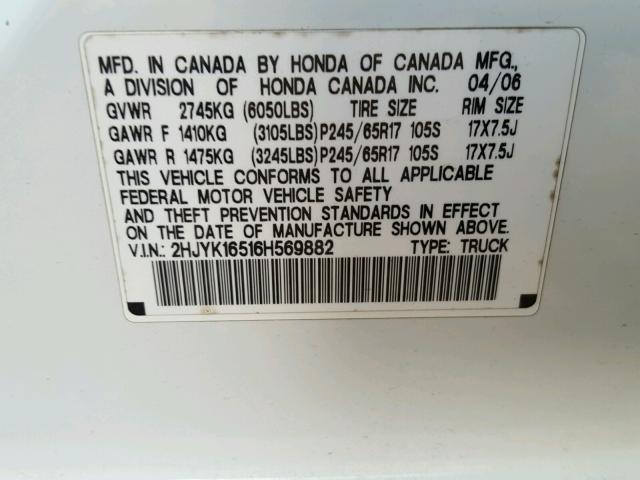 MFD. IN CANADA BY HONDA OF CANADA MFG.,
A DIVISION OF HONDA CANADA INC. 04/06
GVWR 2745KG (6050LBS) TIRE SIZE RIM SIZE
GAWR F 1410KG (3105LBS)P245/65R17 105S 17X7.5J
GAWR R 1475KG (3245LBS)P245/65R17 105S 17X7.5J
THIS VEHICLE CONFORMS TO ALL APPLICABLE
FEDERAL MOTOR VEHICLE SAFETY
AND THEFT PREVENTION STANDARDS IN EFFECT
ON THE DATE OF MANUFACTURE SHOWN ABOVE.
V.I.N.: 2HJYK16516H569882 TYPE: TRUCK